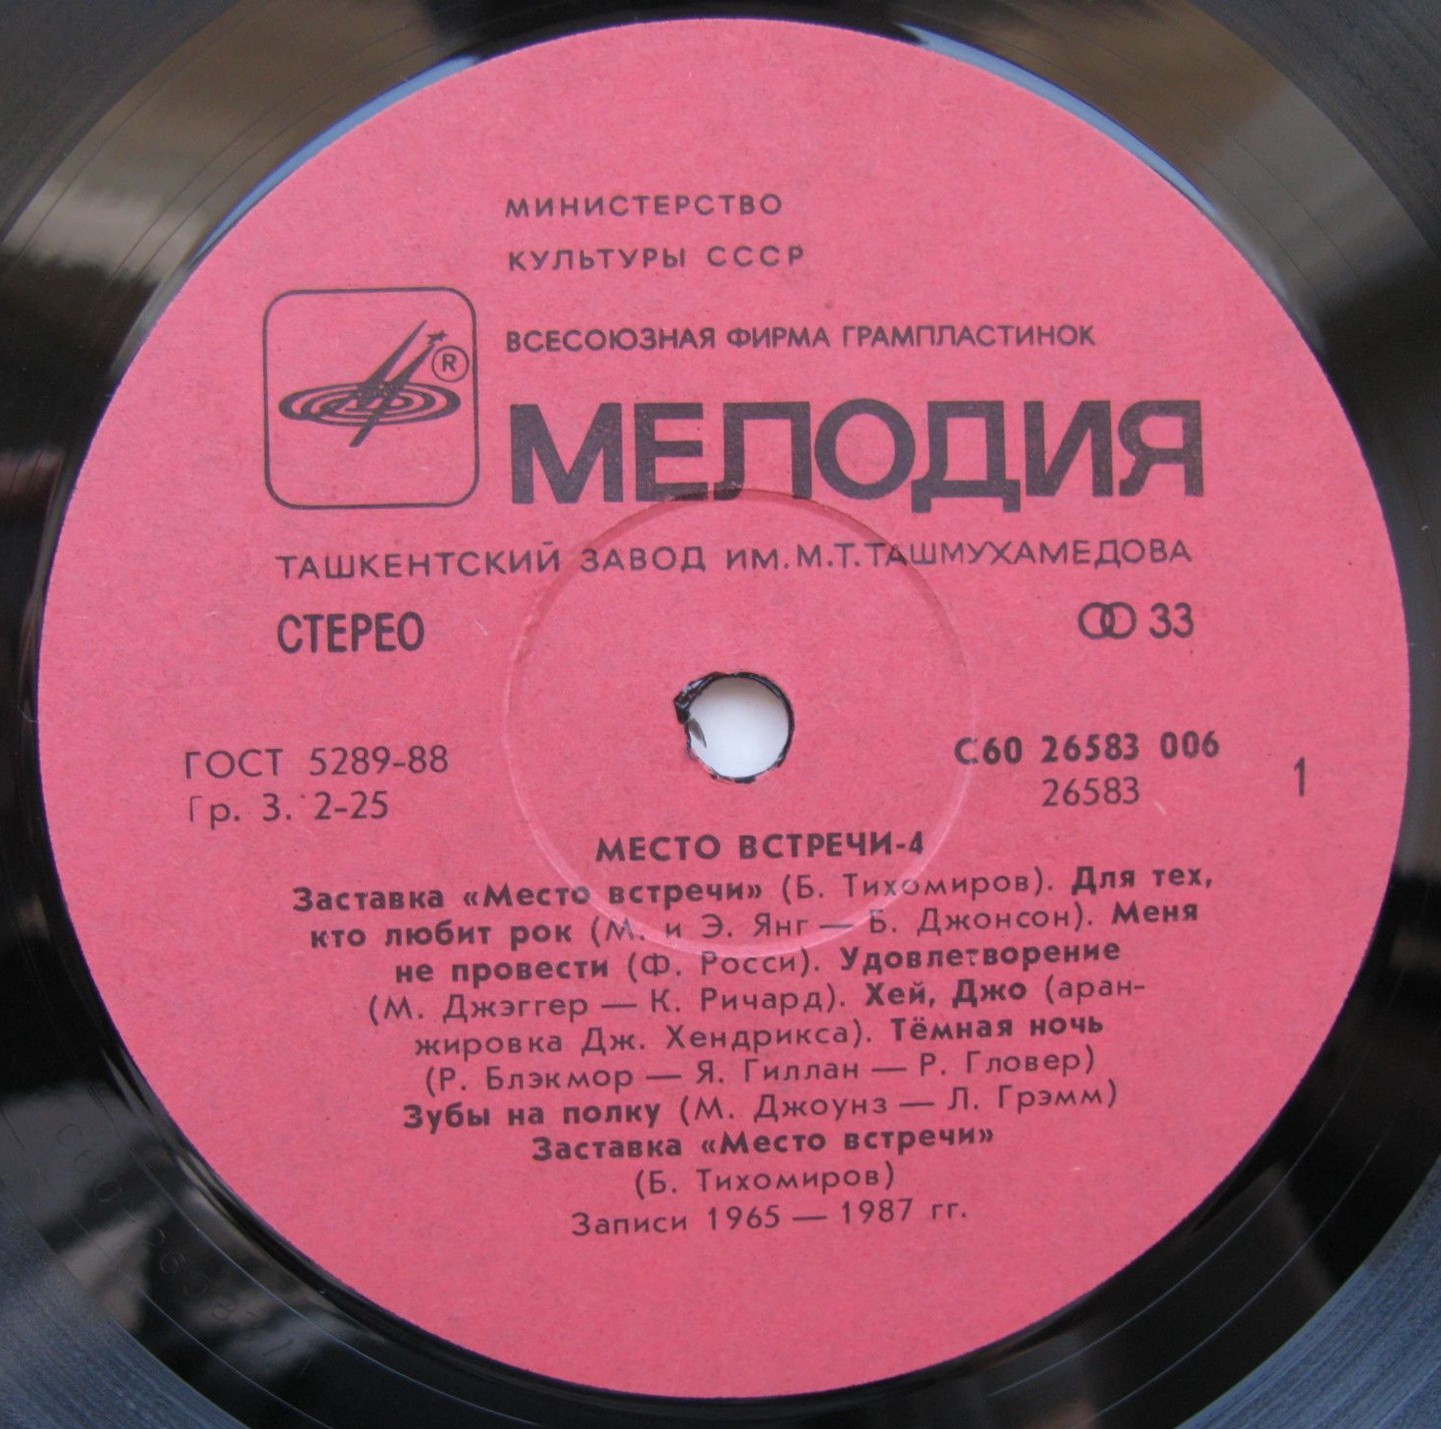 МИНИСТЕРСТВО
КУЛЬТУРЫ СССР
ВСЕСОЮЗНАЯ ФИРМА ГРАМПЛАСТИНОК
®
МЕЛОДИЯ
ТАШКЕНТСКИЙ ЗАВОД ИМ. М.Т. ТАШМУХАМЕДОВА
СТЕРЕО
33
ГОСТ 5289-88
Гр. 3. 2-25
С60 26583 006
26583
1
МЕСТО ВСТРЕЧИ-4
Заставка «Место встречи» (Б. Тихомиров). Для тех,
кто любит рок (М. и Э. Янг — Б. Джонсон). Меня
не провести (Ф. Росси). Удовлетворение
(М. Джэггер — К. Ричард). Хей, Джо (аран-
жировка Дж. Хендрикса). Тёмная ночь
(Р. Блэкмор — Я. Гиллан — Р. Гловер)
Зубы на полку (М. Джоунз — Л. Грэмм)
Заставка «Место встречи»
(Б. Тихомиров)
Записи 1965 — 1987 гг.